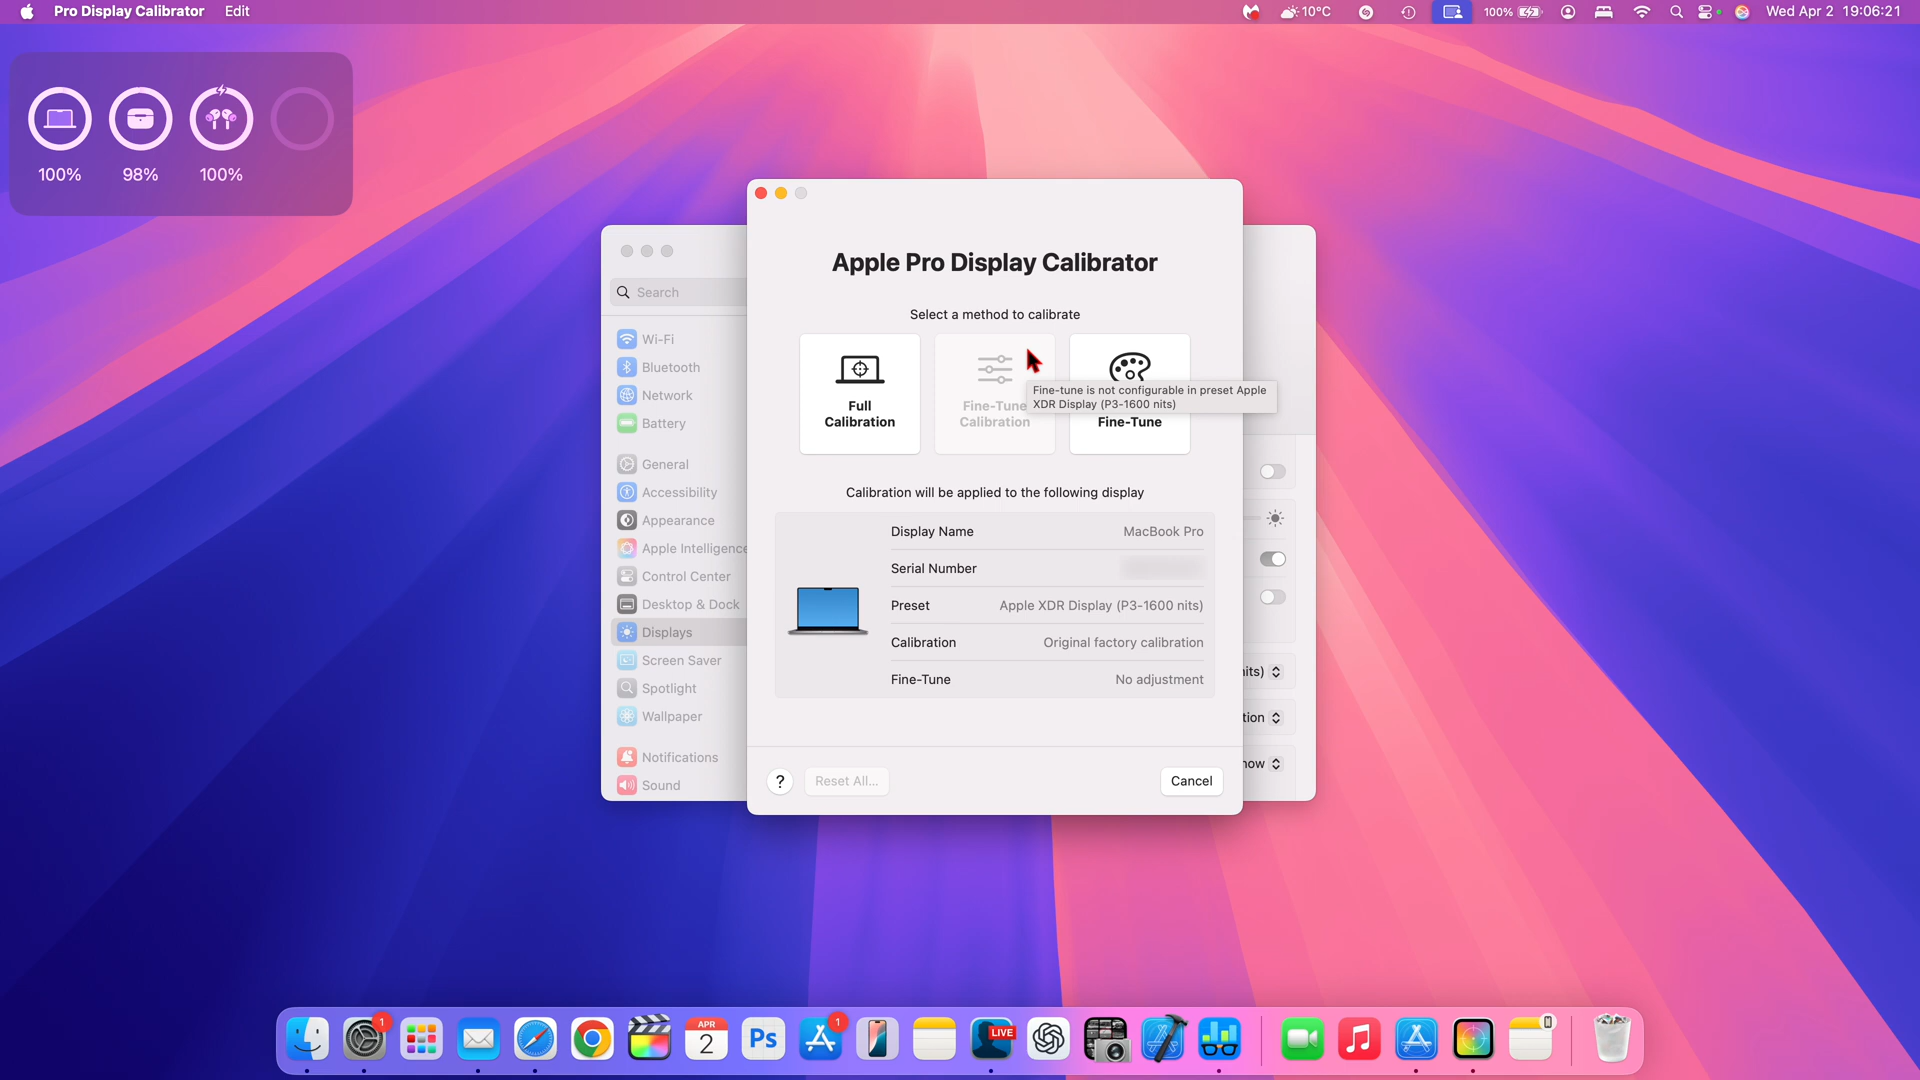 Pro Display Calibrator Edit
10°C 100% Wed Apr 2 19:06:21
100% 98% 100%
Apple Pro Display Calibrator
Select a method to calibrate
Full
Calibration
Fine-Tune
Calibration
Fine-Tune
Fine-tune is not configurable in preset Apple
XDR Display (P3-1600 nits)
Calibration will be applied to the following display
Display Name MacBook Pro
Serial Number
Preset Apple XDR Display (P3-1600 nits)
Calibration Original factory calibration
Fine-Tune No adjustment
? Reset All... Cancel
Search
Wi-Fi
Bluetooth
Network
Battery
General
Accessibility
Appearance
Apple Intelligence
Control Center
Desktop & Dock
Displays
Screen Saver
Spotlight
Wallpaper
Notifications
Sound
nits)
tion
how
1
APR
2
Ps
1
LIVE